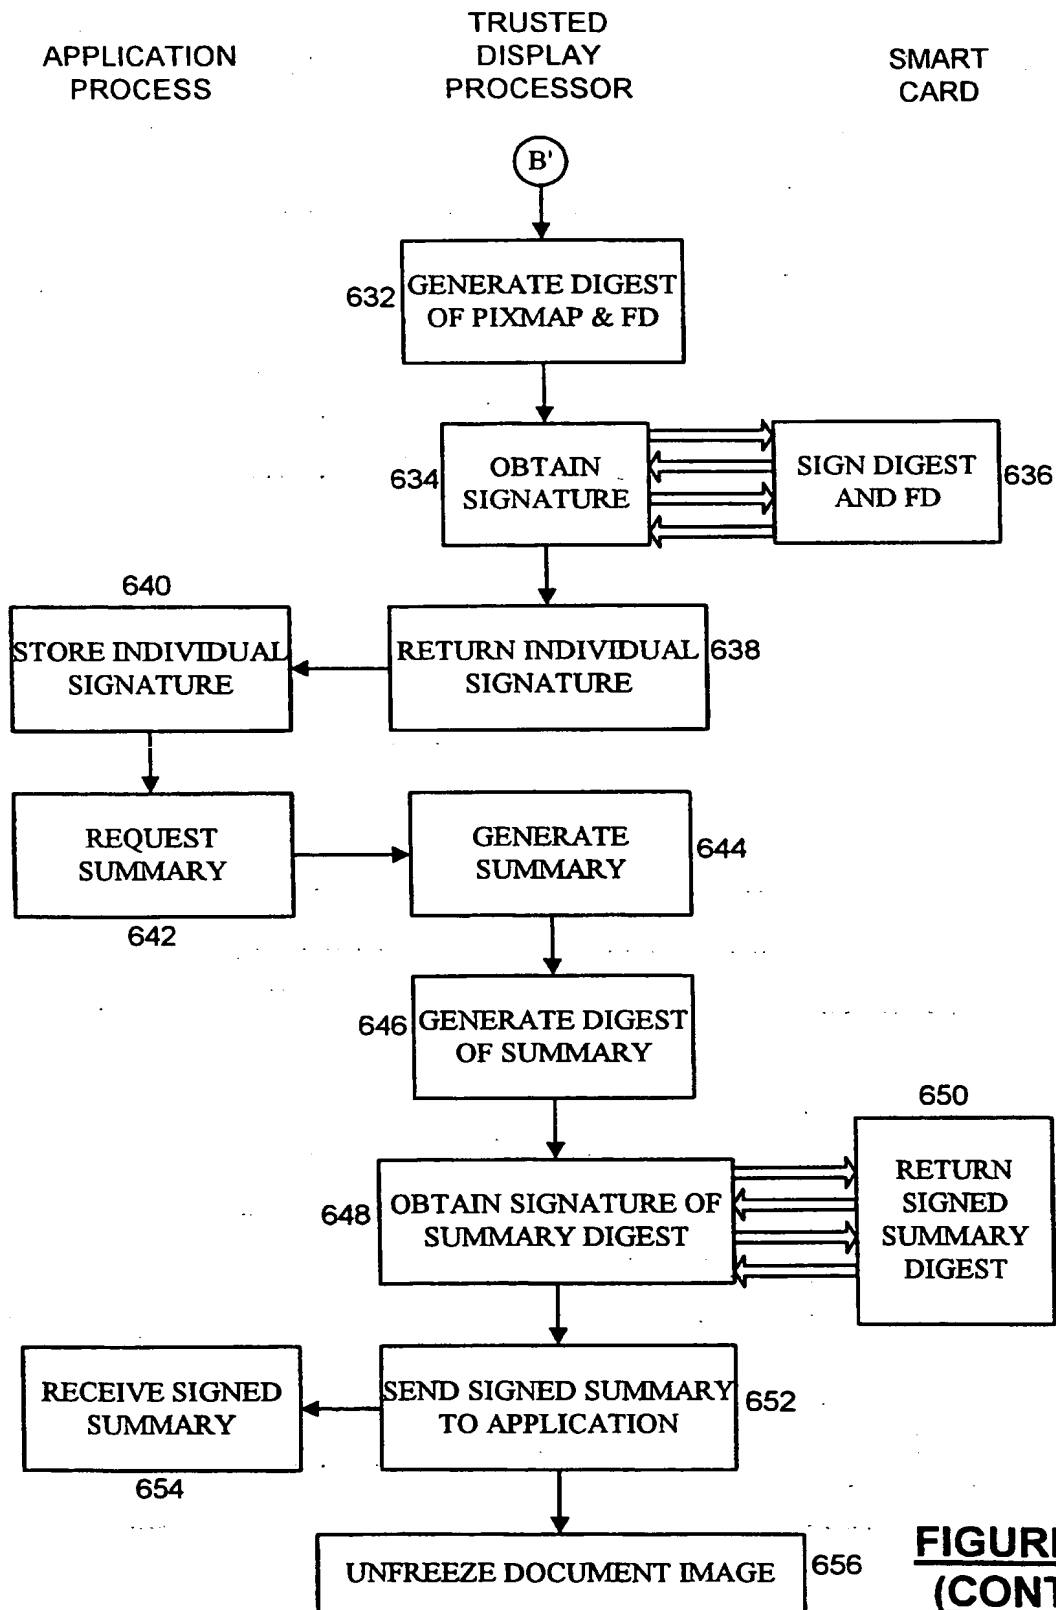 APPLICATION
PROCESS
TRUSTED
DISPLAY
PROCESSOR
SMART
CARD
B'
632
GENERATE DIGEST
OF PIXMAP & FD
634
OBTAIN
SIGNATURE
SIGN DIGEST
AND FD
636
640
STORE INDIVIDUAL
SIGNATURE
RETURN INDIVIDUAL
SIGNATURE
638
REQUEST
SUMMARY
642
GENERATE
SUMMARY
644
646
GENERATE DIGEST
OF SUMMARY
648
OBTAIN SIGNATURE OF
SUMMARY DIGEST
650
RETURN
SIGNED
SUMMARY
DIGEST
RECEIVE SIGNED
SUMMARY
654
SEND SIGNED SUMMARY
TO APPLICATION
652
UNFREEZE DOCUMENT IMAGE
656
FIGURE
(CONT